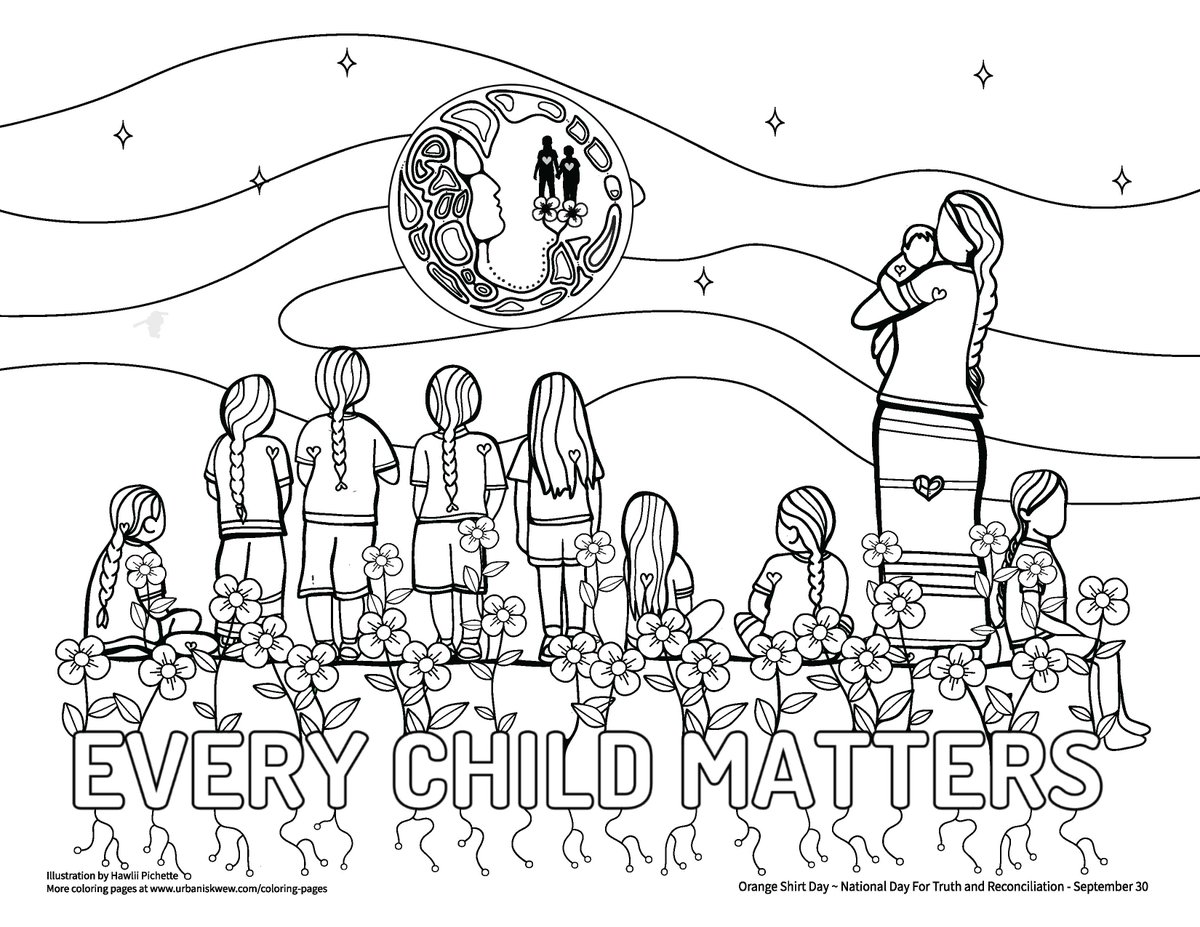 EVERY CHILD MATTERS
Illustration by Hawlii Pichette
More coloring pages at www.urbaniskwew.com/coloring-pages
Orange Shirt Day ~ National Day For Truth and Reconciliation - September 30